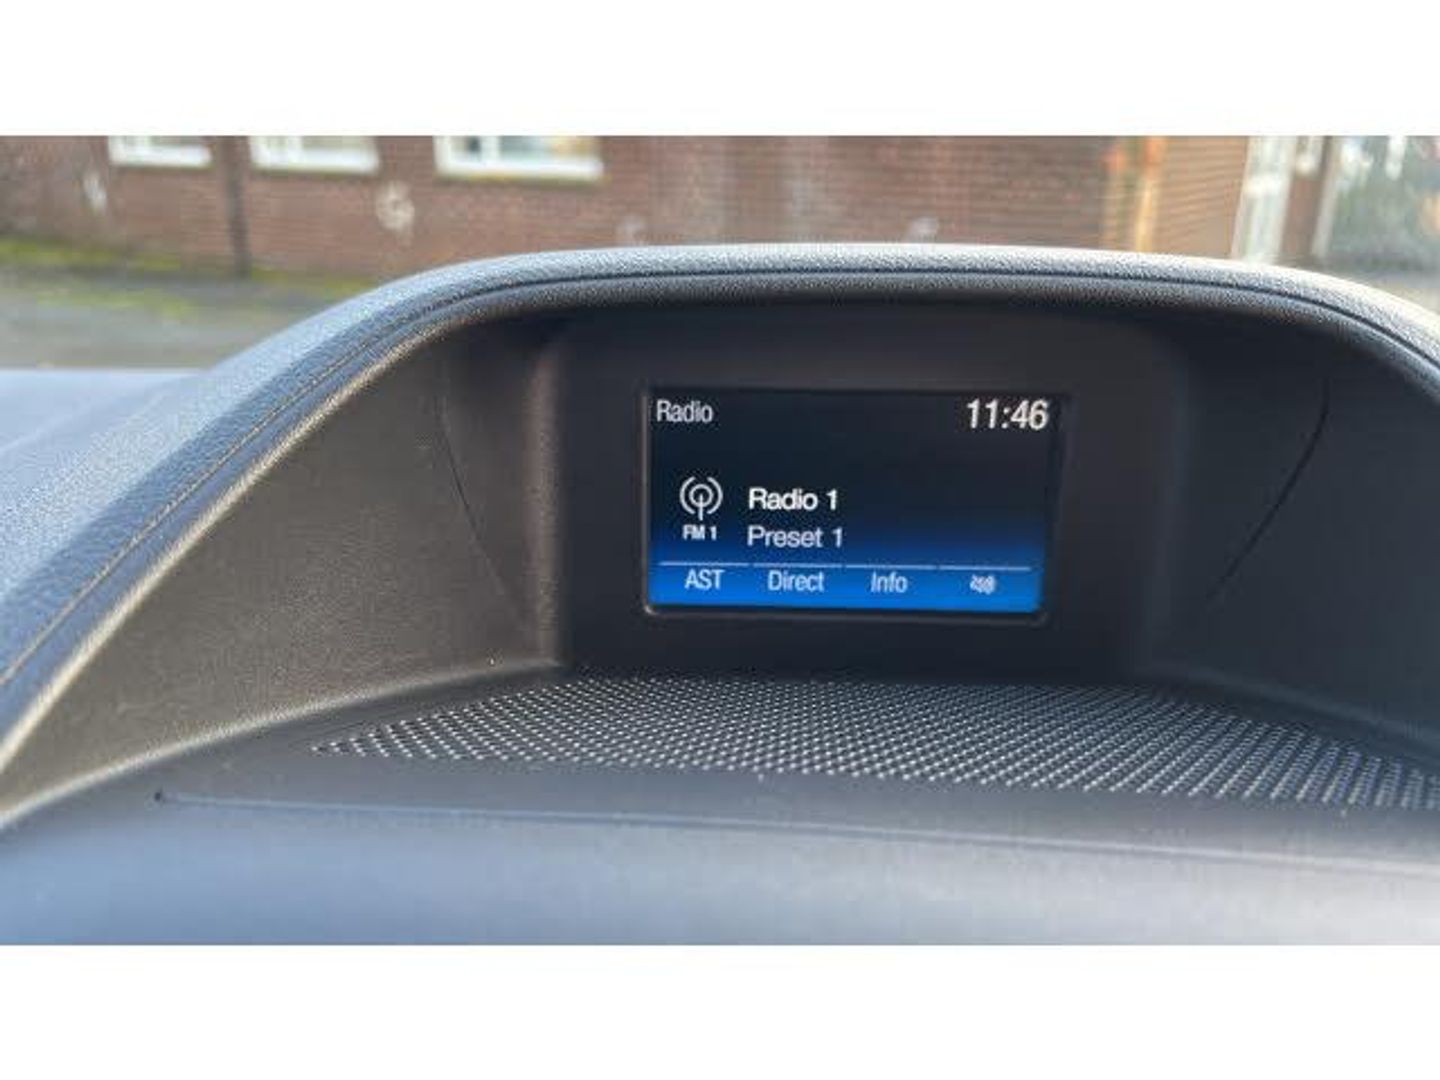 Radio 11:46
Radio 1
FM 1 Preset 1
AST Direct Info